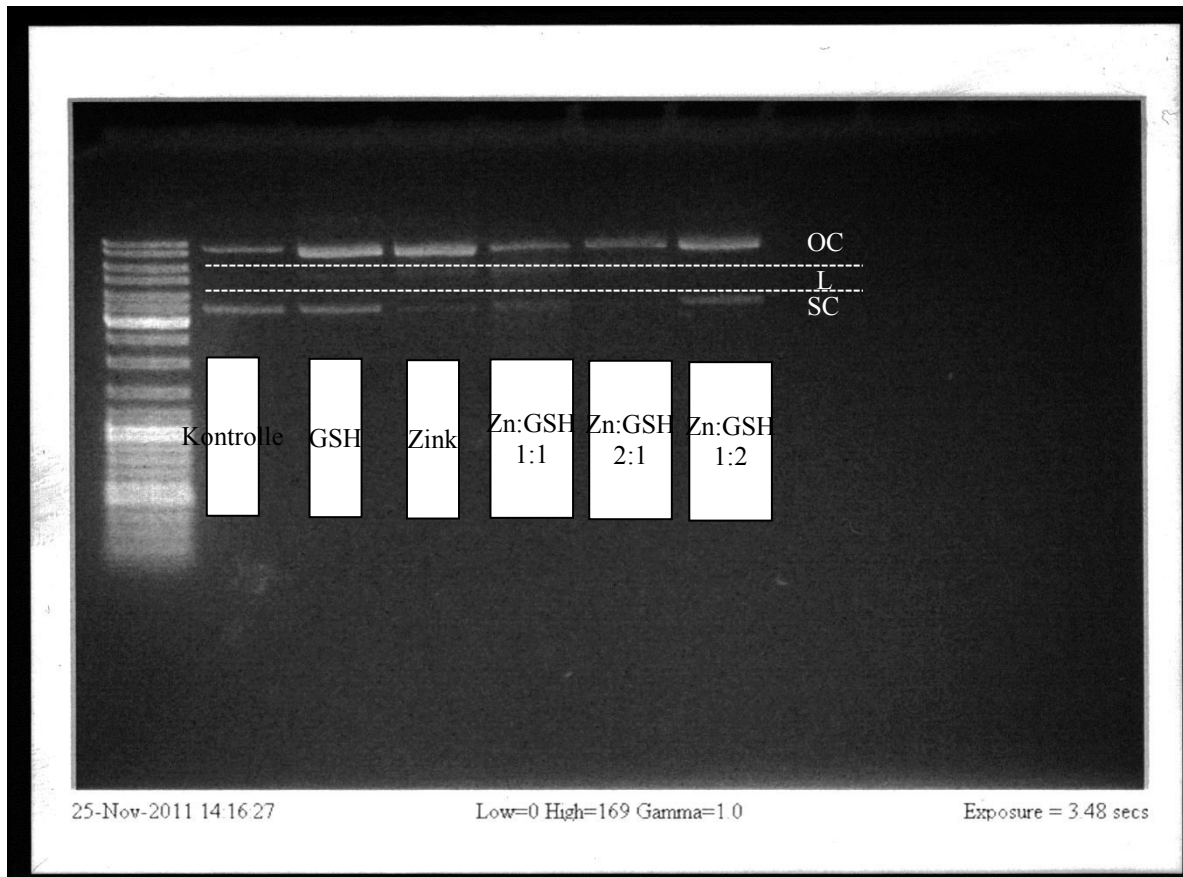 OC
L
SC
Kontrolle
GSH
Zink
Zn:GSH
1:1
Zn:GSH
2:1
Zn:GSH
1:2
25-Nov-2011 14:16:27
Low=0 High=169 Gamma=1.0
Exposure = 3.48 secs